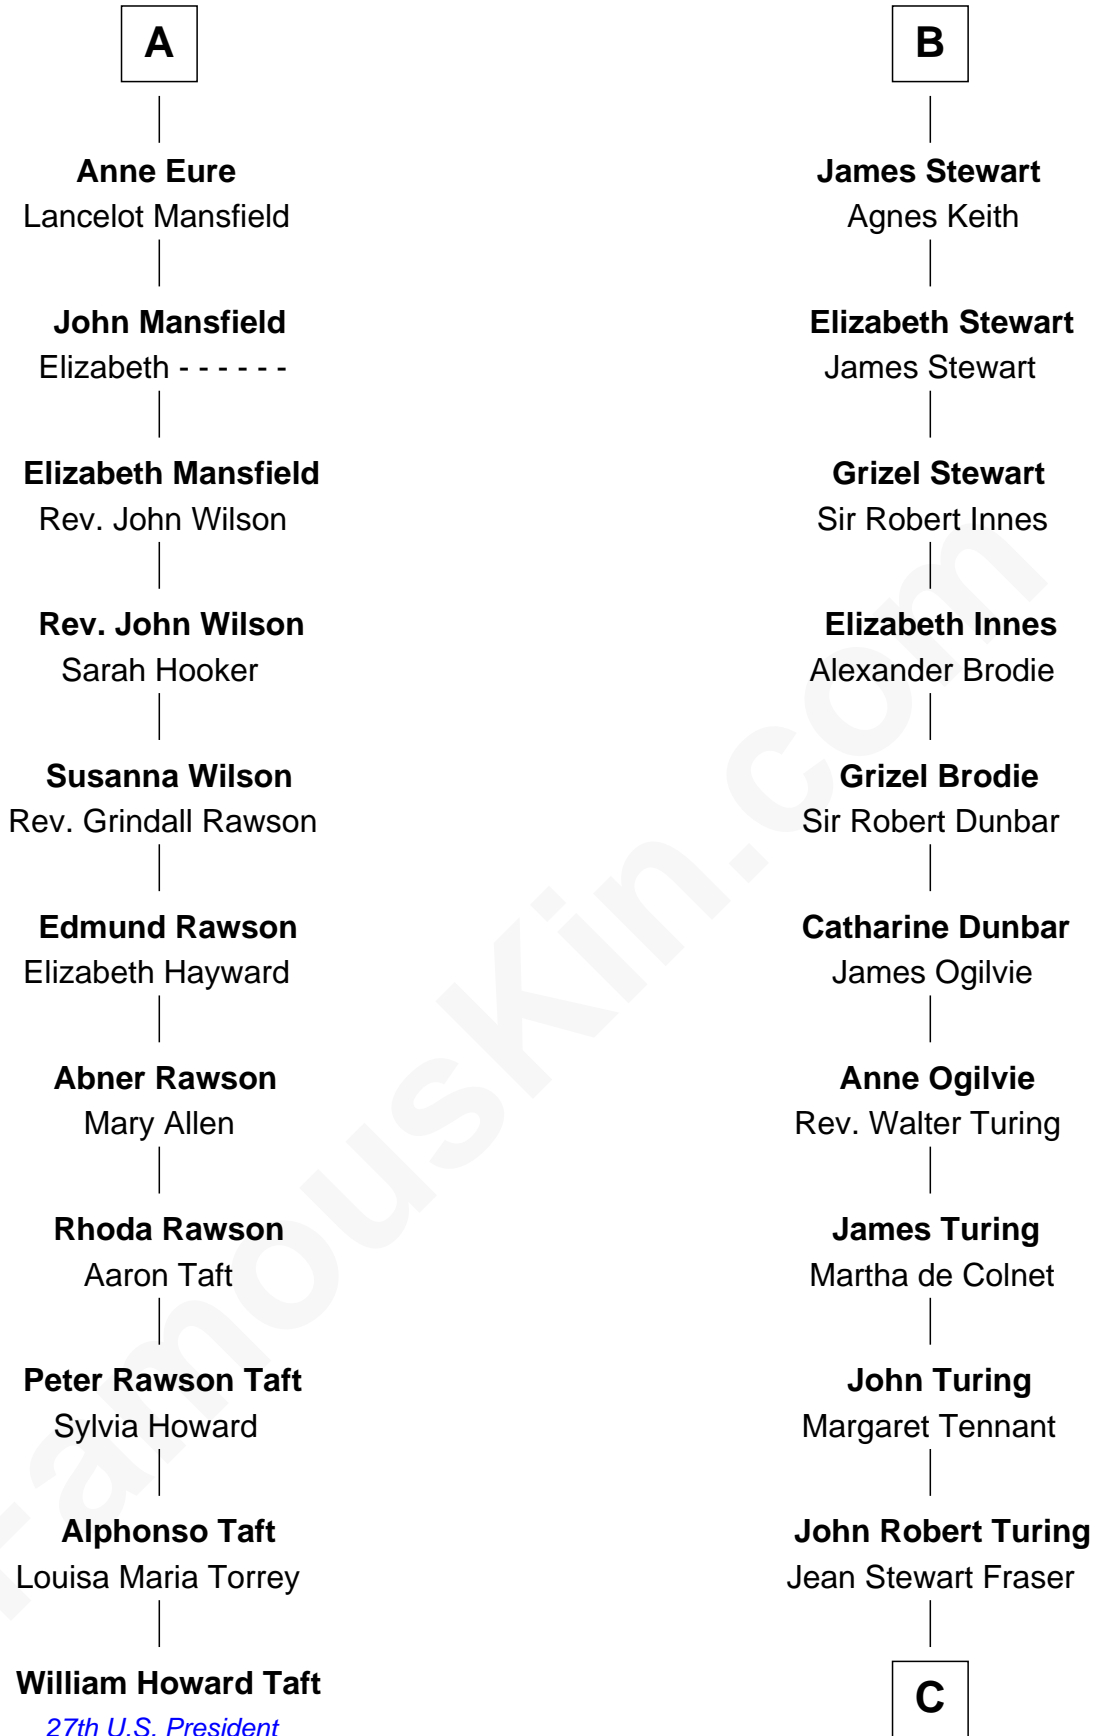 A
Anne Eure
Lancelot Mansfield
John Mansfield
Elizabeth - - - - - -
Elizabeth Mansfield
Rev. John Wilson
Rev. John Wilson
Sarah Hooker
Susanna Wilson
Rev. Grindall Rawson
Edmund Rawson
Elizabeth Hayward
Abner Rawson
Mary Allen
Rhoda Rawson
Aaron Taft
Peter Rawson Taft
Sylvia Howard
Alphonso Taft
Louisa Maria Torrey
William Howard Taft
27th U.S. President
B
James Stewart
Agnes Keith
Elizabeth Stewart
James Stewart
Grizel Stewart
Sir Robert Innes
Elizabeth Innes
Alexander Brodie
Grizel Brodie
Sir Robert Dunbar
Catharine Dunbar
James Ogilvie
Anne Ogilvie
Rev. Walter Turing
James Turing
Martha de Colnet
John Turing
Margaret Tennant
John Robert Turing
Jean Stewart Fraser
C
FamousKin.com